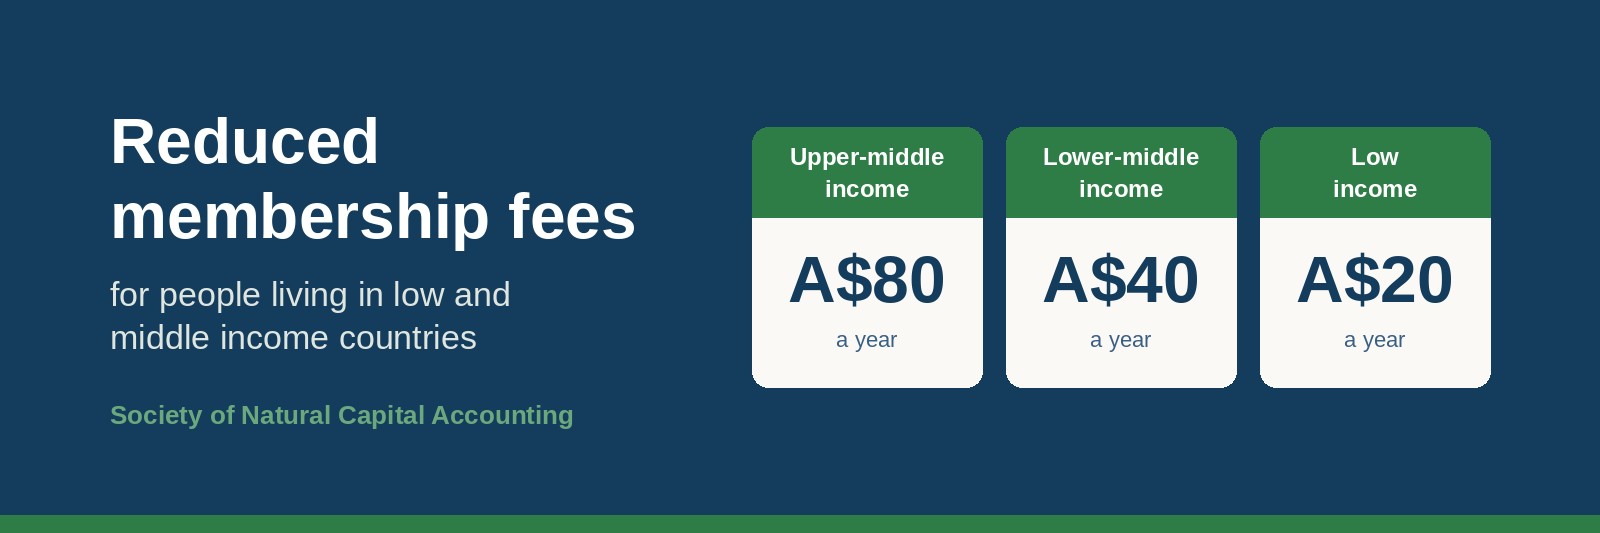 Reduced
membership fees
for people living in low and
middle income countries
Society of Natural Capital Accounting
Upper-middle
income
A$80
a year
Lower-middle
income
A$40
a year
Low
income
A$20
a year